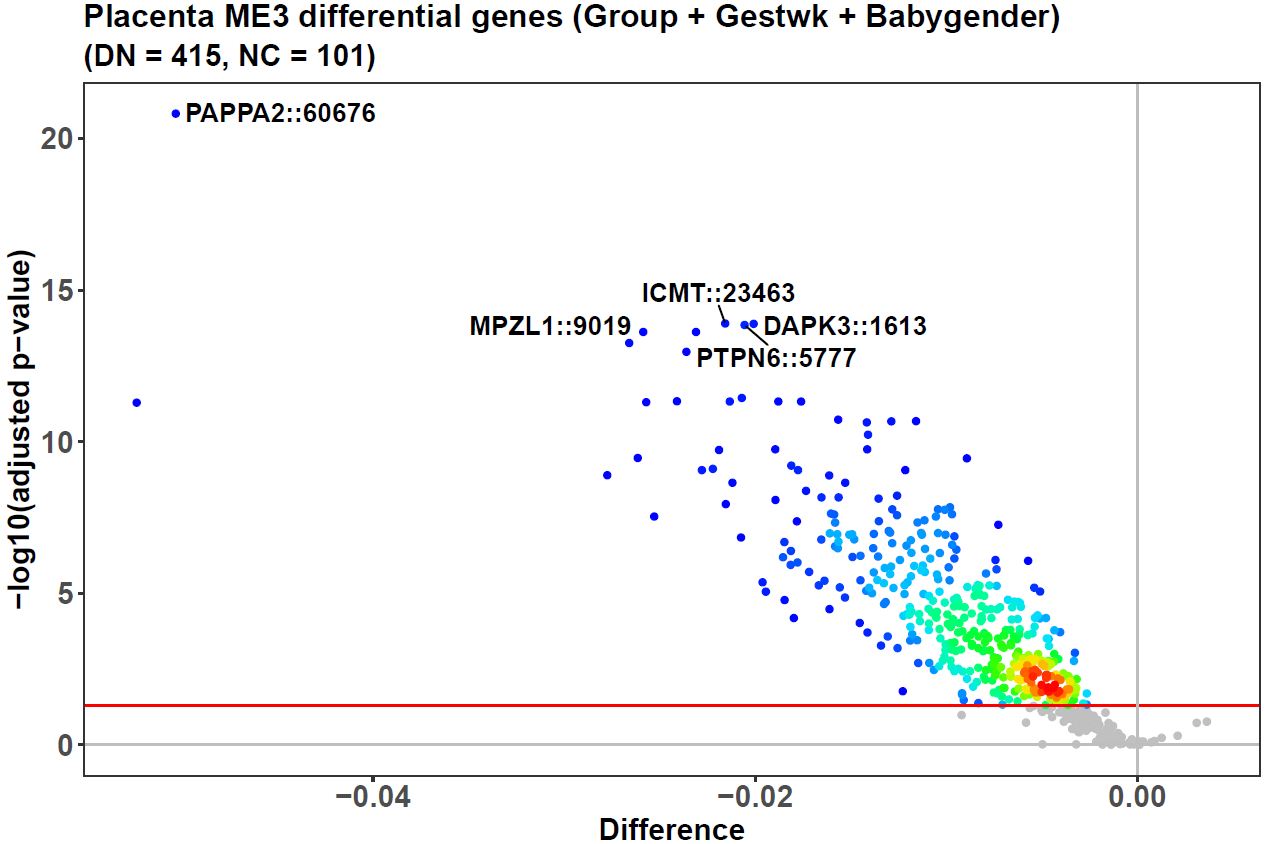 Placenta ME3 differential genes (Group + Gestwk + Babygender)
(DN = 415, NC = 101)
PAPPA2::60676
20
15
ICMT::23463
MPZL1::9019
DAPK3::1613
PTPN6::5777
10
5
0
−log10(adjusted p−value)
−0.04
−0.02
0.00
Difference